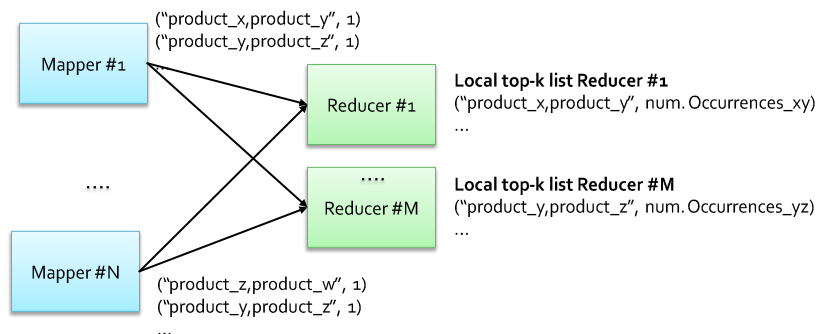 (“product_x,product_y”, 1)
(“product_y,product_z”, 1)
...
Mapper #1
Reducer #1
Local top-k list Reducer #1
(“product_x,product_y”, num. Occurrences_xy)
...
....
....
Reducer #M
Local top-k list Reducer #M
(“product_y,product_z”, num. Occurrences_yz)
...
Mapper #N
(“product_z,product_w”, 1)
(“product_y,product_z”, 1)
...